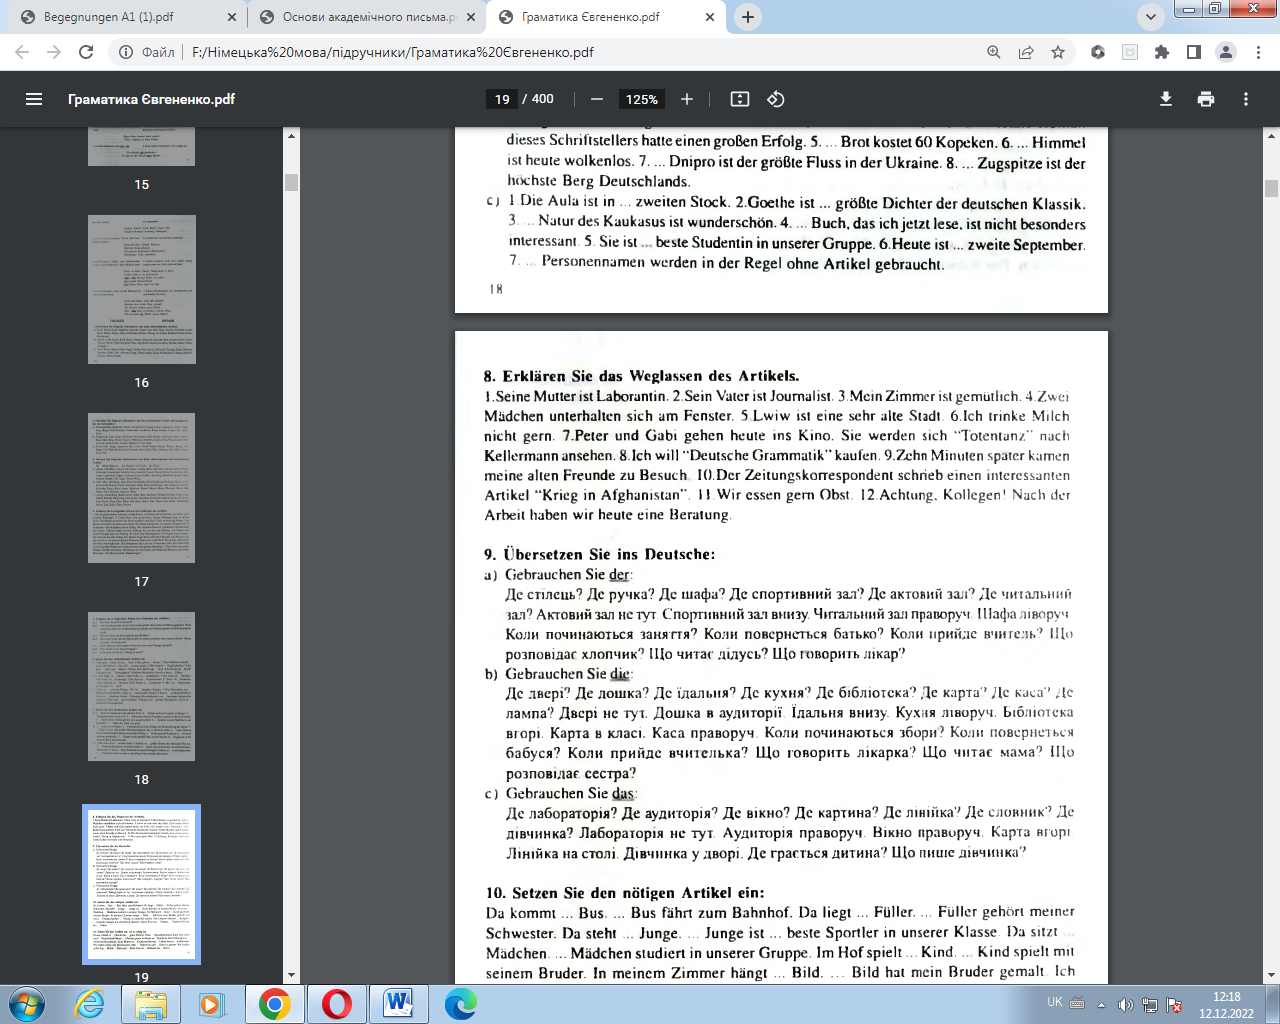 Begegnungen A1 (1).pdf
Основи академічного письма.p
Граматика Євгененко.pdf
Файл
F:/Німецька%20мова/підручники/Граматика%20Євгененко.pdf
Граматика Євгененко.pdf
19 / 400
125%
15
16
17
18
19
dieses Schriftstellers hatte einen großen Erfolg. 5. ... Brot kostet 60 Kopeken. 6. ... Himmel
ist heute wolkenlos. 7. ... Dnipro ist der größte Fluss in der Ukraine. 8. ... Zugspitze ist der
höchste Berg Deutschlands.
c) 1.Die Aula ist in ... zweiten Stock. 2.Goethe ist ... größte Dichter der deutschen Klassik.
3. ... Natur des Kaukasus ist wunderschön. 4. ... Buch, das ich jetzt lese, ist nicht besonders
interessant. 5. Sie ist ... beste Studentin in unserer Gruppe. 6.Heute ist ... zweite September.
7. ... Personennamen werden in der Regel ohne Artikel gebraucht.
18
8. Erklären Sie das Weglassen des Artikels.
1.Seine Mutter ist Laborantin. 2.Sein Vater ist Journalist. 3.Mein Zimmer ist gemütlich. 4.Zwei
Mädchen unterhalten sich am Fenster. 5.Lwiw ist eine sehr alte Stadt. 6.Ich trinke Milch
nicht gern. 7.Peter und Gabi gehen heute ins Kino. Sie werden sich “Totentanz” nach
Kellermann ansehen. 8.Ich will “Deutsche Grammatik” kaufen. 9.Zehn Minuten später kamen
meine alten Freunde zu Besuch. 10.Der Zeitungskorrespondent schrieb einen interessanten
Artikel “Krieg in Afghanistan”. 11.Wir essen gern Obst. 12.Achtung, Kollegen! Nach der
Arbeit haben wir heute eine Beratung.
9. Übersetzen Sie ins Deutsche:
a) Gebrauchen Sie der:
Де стілець? Де ручка? Де шафа? Де спортивний зал? Де актовий зал? Де читальний
зал? Актовий зал не тут. Спортивний зал внизу. Читальний зал праворуч. Шафа ліворуч.
Коли починаються заняття? Коли повернеться батько? Коли прийде вчитель? Що
розповідає хлопчик? Що читає дідусь? Що говорить лікар?
b) Gebrauchen Sie die:
Де двері? Де дошка? Де їдальня? Де кухня? Де бібліотека? Де карта? Де каса? Де
лампа? Двері не тут. Дошка в аудиторії. Їдальня внизу. Кухня ліворуч. Бібліотека
вгорі. Карта в класі. Каса праворуч. Коли починаються збори? Коли повернеться
бабуся? Коли прийде вчителька? Що говорить лікарка? Що читає мама? Що
розповідає сестра?
c) Gebrauchen Sie das:
Де лабораторія? Де аудиторія? Де вікно? Де картина? Де лінійка? Де словник? Де
дівчинка? Лабораторія не тут. Аудиторія праворуч. Вікно праворуч. Карта вгорі.
Лінійка на столі. Дівчинка у дворі. Де грається дитина? Що пише дівчинка?
10. Setzen Sie den nötigen Artikel ein:
Da kommt ... Bus. ... Bus fährt zum Bahnhof. Da liegt ... Füller. ... Füller gehört meiner
Schwester. Da steht ... Junge. ... Junge ist ... beste Sportler in unserer Klasse. Da sitzt ...
Mädchen. ... Mädchen studiert in unserer Gruppe. Im Hof spielt ... Kind. ... Kind spielt mit
seinem Bruder. In meinem Zimmer hängt ... Bild. ... Bild hat mein Bruder gemalt. Ich
UK
12:18
12.12.2022